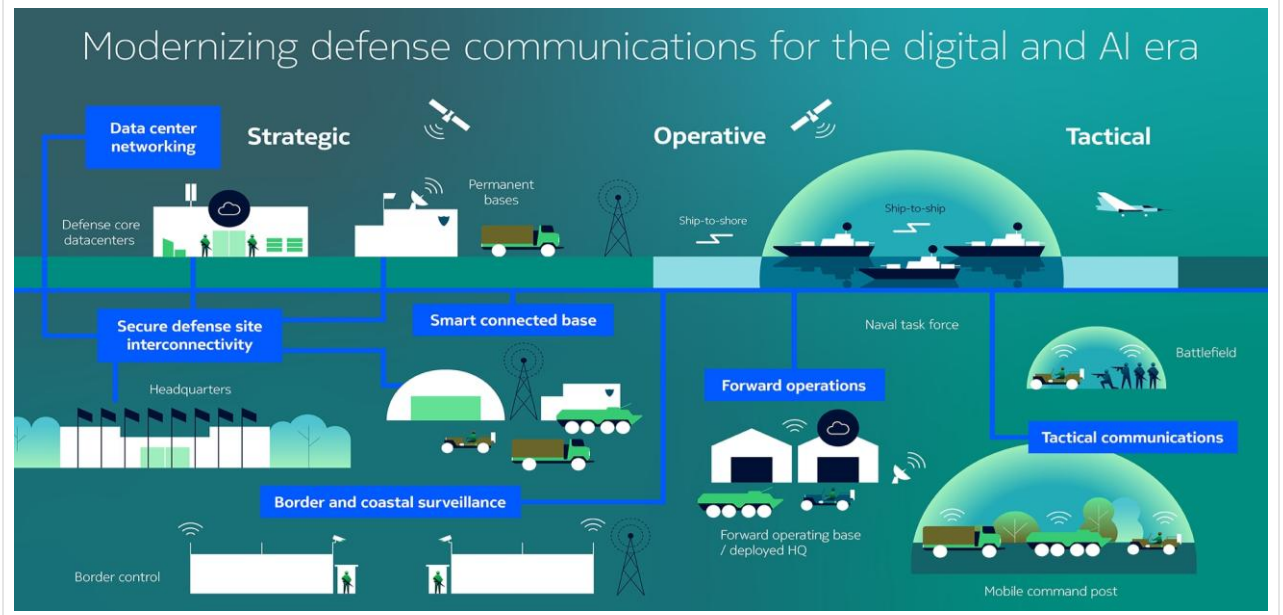 Modernizing defense communications for the digital and AI era
Data center
networking
Strategic
Operative
Tactical
Defense core
datacenters
Permanent
bases
Ship-to-shore
Ship-to-ship
Secure defense site
interconnectivity
Smart connected base
Naval task force
Battlefield
Headquarters
Forward operations
Tactical communications
Border and coastal surveillance
Forward operating base
/ deployed HQ
Border control
Mobile command post